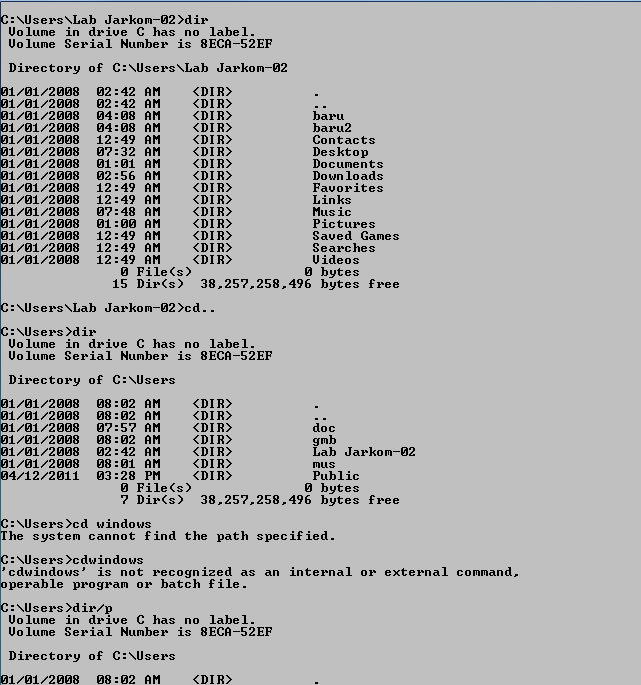 C:\Users\Lab Jarkom-02>dir
 Volume in drive C has no label.
 Volume Serial Number is 8ECA-52EF

 Directory of C:\Users\Lab Jarkom-02

01/01/2008  02:42 AM    <DIR>          .
01/01/2008  02:42 AM    <DIR>          ..
01/01/2008  04:08 AM    <DIR>          baru
01/01/2008  04:08 AM    <DIR>          baru2
01/01/2008  12:49 AM    <DIR>          Contacts
01/01/2008  07:32 AM    <DIR>          Desktop
01/01/2008  01:01 AM    <DIR>          Documents
01/01/2008  02:56 AM    <DIR>          Downloads
01/01/2008  12:49 AM    <DIR>          Favorites
01/01/2008  12:49 AM    <DIR>          Links
01/01/2008  07:48 AM    <DIR>          Music
01/01/2008  01:00 AM    <DIR>          Pictures
01/01/2008  12:49 AM    <DIR>          Saved Games
01/01/2008  12:49 AM    <DIR>          Searches
01/01/2008  12:49 AM    <DIR>          Videos
               0 File(s)              0 bytes
              15 Dir(s)  38,257,258,496 bytes free

C:\Users\Lab Jarkom-02>cd..

C:\Users>dir
 Volume in drive C has no label.
 Volume Serial Number is 8ECA-52EF

 Directory of C:\Users

01/01/2008  08:02 AM    <DIR>          .
01/01/2008  08:02 AM    <DIR>          ..
01/01/2008  07:57 AM    <DIR>          doc
01/01/2008  08:02 AM    <DIR>          gmb
01/01/2008  02:42 AM    <DIR>          Lab Jarkom-02
01/01/2008  08:01 AM    <DIR>          mus
04/12/2011  03:28 PM    <DIR>          Public
               0 File(s)              0 bytes
               7 Dir(s)  38,257,258,496 bytes free

C:\Users>cd windows
The system cannot find the path specified.

C:\Users>cdwindows
'cdwindows' is not recognized as an internal or external command,
operable program or batch file.

C:\Users>dir/p
 Volume in drive C has no label.
 Volume Serial Number is 8ECA-52EF

 Directory of C:\Users

01/01/2008  08:02 AM    <DIR>          .